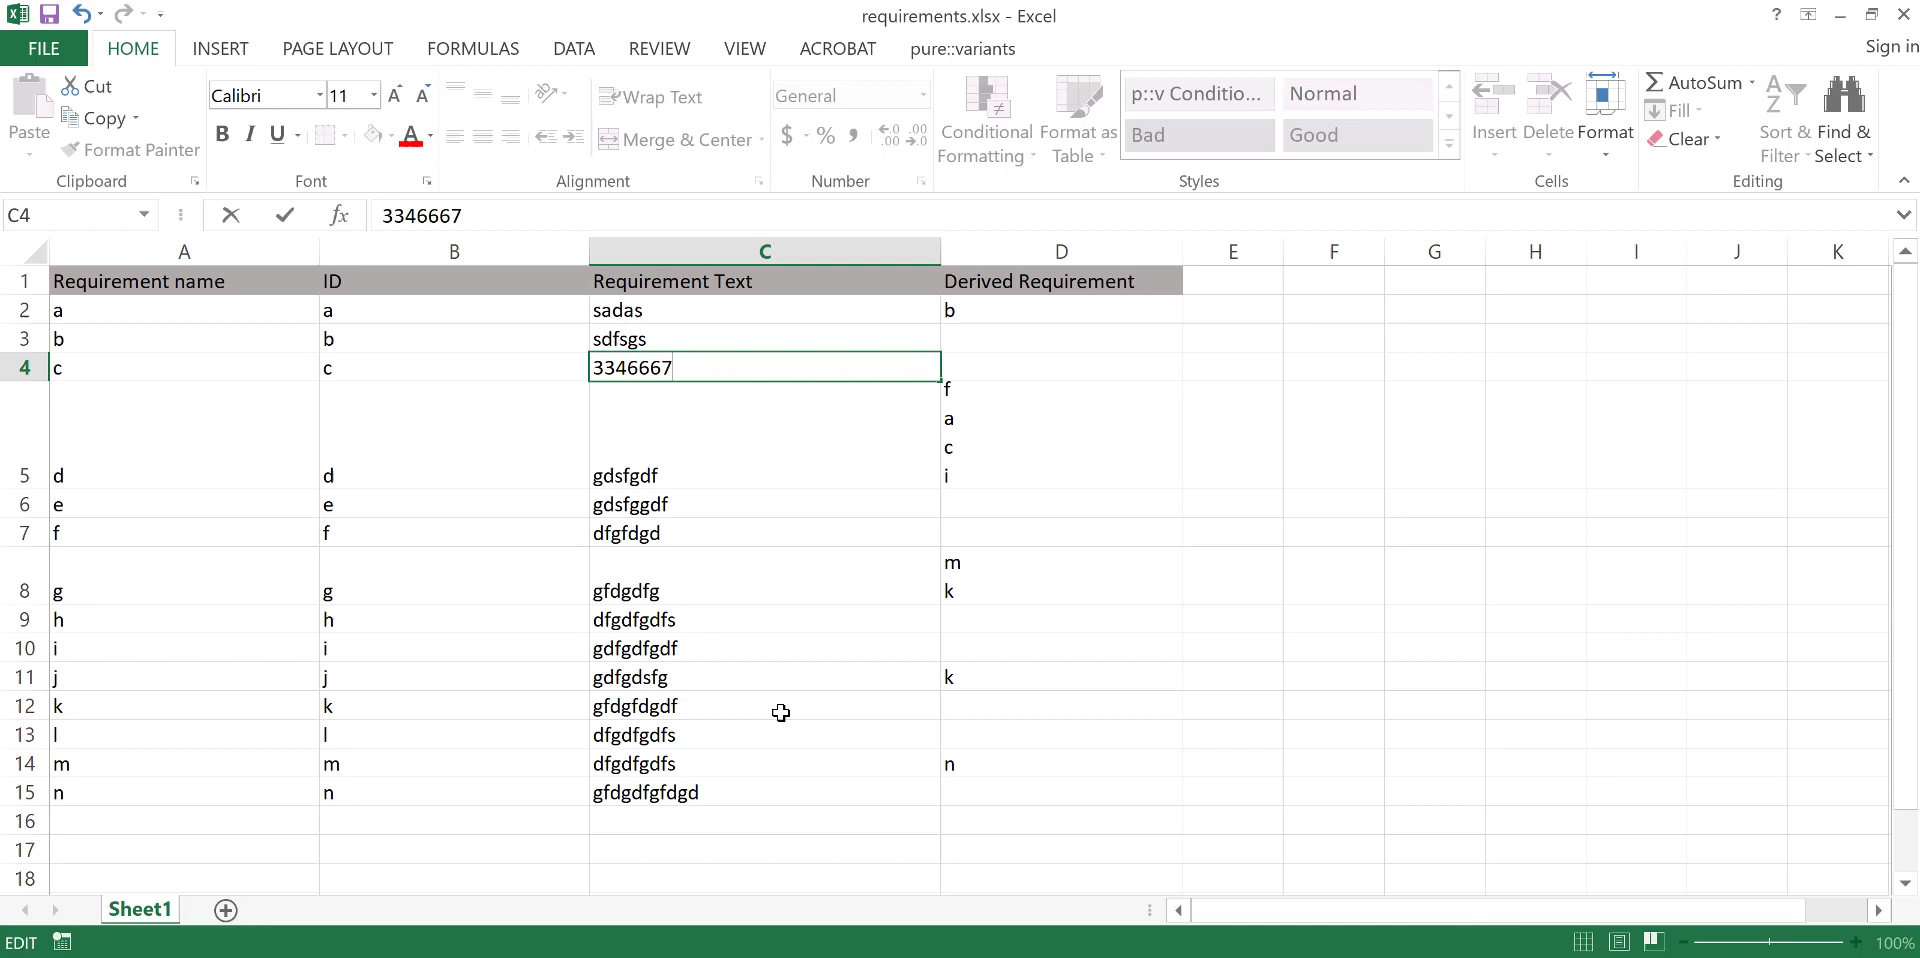 requirements.xlsx - Excel
?
FILE HOME INSERT PAGE LAYOUT FORMULAS DATA REVIEW VIEW ACROBAT pure::variants Sign in
Paste
Cut
Copy
Format Painter
Clipboard
Calibri 11 A A
B I U A
Font
Wrap Text
Merge & Center
Alignment
General
$ % , ←.0 .00 .00 →.0
Number
Conditional Formatting
Format as Table
p::v Conditio... Normal
Bad Good
Styles
Insert Delete Format
Cells
AutoSum
Fill
Clear
Sort & Filter
Find & Select
Editing
C4 fx 3346667
A B C D E F G H I J K
1 Requirement name ID Requirement Text Derived Requirement
2 a a sadas b
3 b b sdfsgs
4 c c 3346667
f
a
c
5 d d gdsfgdf i
6 e e gdsfggdf
7 f f dfgfdgd
m
8 g g gfdgdfg k
9 h h dfgdfgdfs
10 i i gdfgdfgdf
11 j j gdfgdsfg k
12 k k gfdgfdgdf
13 l l dfgdfgdfs
14 m m dfgdfgdfs n
15 n n gfdgdfgfdgd
16
17
18
Sheet1
EDIT 100%